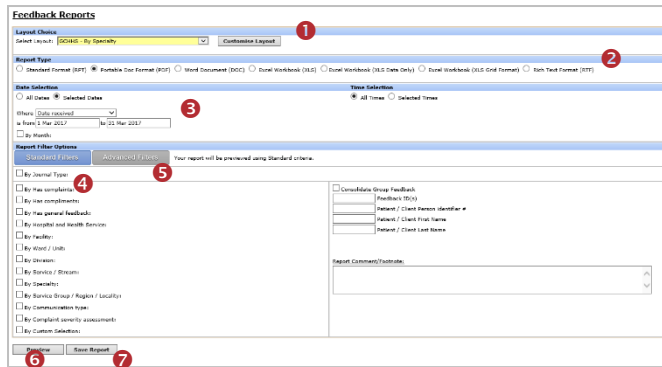 Feedback Reports
1
Layout Choice
Select Layout: GCHHS - By Specialty Customise Layout
2
Report Type
Standard Format (RPT) Portable Doc Format (PDF) Word Document (DOC) Excel Workbook (XLS) Excel Workbook (XLS Data Only) Excel Workbook (XLS Grid Format) Rich Text Format (RTF)
Date Selection Time Selection
All Dates Selected Dates All Times Selected Times
3
Where Date received
is from 1 Mar 2017 to 31 Mar 2017
By Month:
Report Filter Options
Standard Filters Advanced Filters Your report will be previewed using Standard criteria.
5
By Journal Type:
4
By Has complaints: Consolidate Group Feedback
By Has compliments: Feedback ID(s)
By Has general feedback: Patient / Client Person Identifier #
By Hospital and Health Service: Patient / Client First Name
By Facility: Patient / Client Last Name
By Ward / Unit:
By Division: Report Comment/Footnote:
By Service / Stream:
By Specialty:
By Service Group / Region / Locality:
By Communication type:
By Complaint severity assessment:
By Custom Selection:
Preview Save Report
6 7